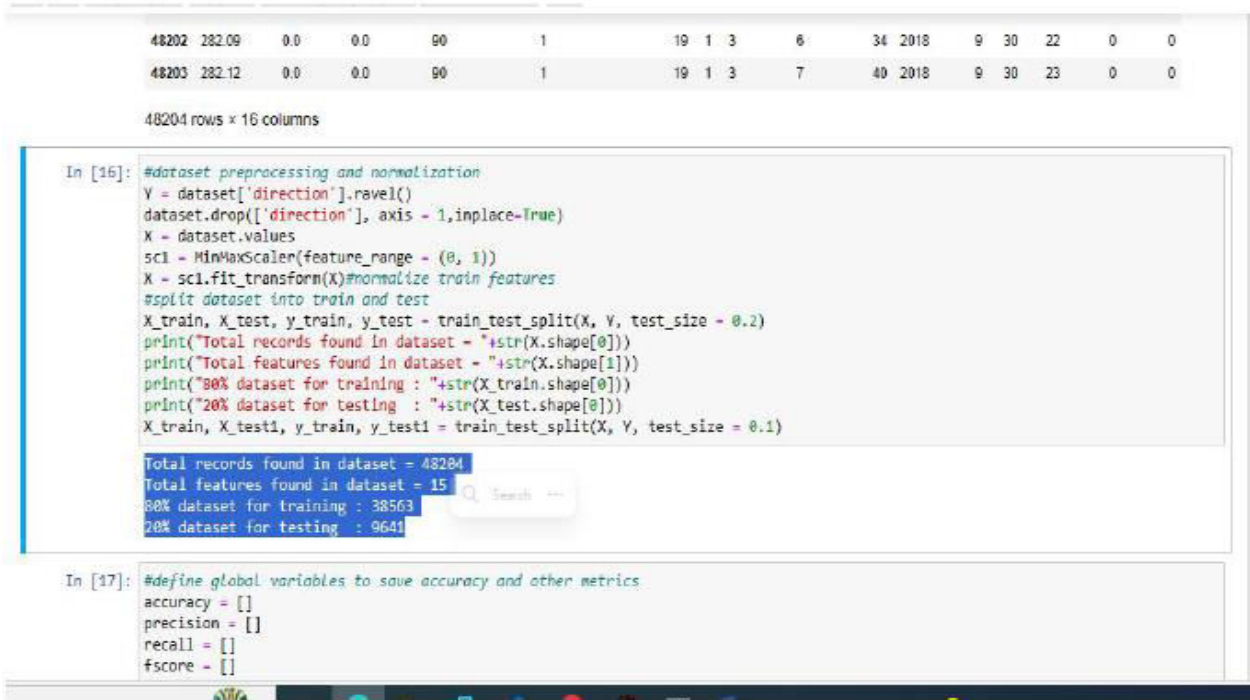 48202 282.09 0.0 0.0 90 1 19 1 3 6 34 2018 9 30 22 0 0
48203 282.12 0.0 0.0 90 1 19 1 3 7 40 2018 9 30 23 0 0
48204 rows × 16 columns
In [16]: #dataset preprocessing and normalization
Y = dataset['direction'].ravel()
dataset.drop(['direction'], axis = 1,inplace=True)
X = dataset.values
sc1 = MinMaxScaler(feature_range = (0, 1))
X = sc1.fit_transform(X)#normalize train features
#split dataset into train and test
X_train, X_test, y_train, y_test = train_test_split(X, Y, test_size = 0.2)
print("Total records found in dataset = "+str(X.shape[0]))
print("Total features found in dataset = "+str(X.shape[1]))
print("80% dataset for training : "+str(X_train.shape[0]))
print("20% dataset for testing  : "+str(X_test.shape[0]))
X_train, X_test1, y_train, y_test1 = train_test_split(X, Y, test_size = 0.1)
Total records found in dataset = 48204
Total features found in dataset = 15
80% dataset for training : 38563
20% dataset for testing  : 9641
Search ···
In [17]: #define global variables to save accuracy and other metrics
accuracy = []
precision = []
recall = []
fscore = []